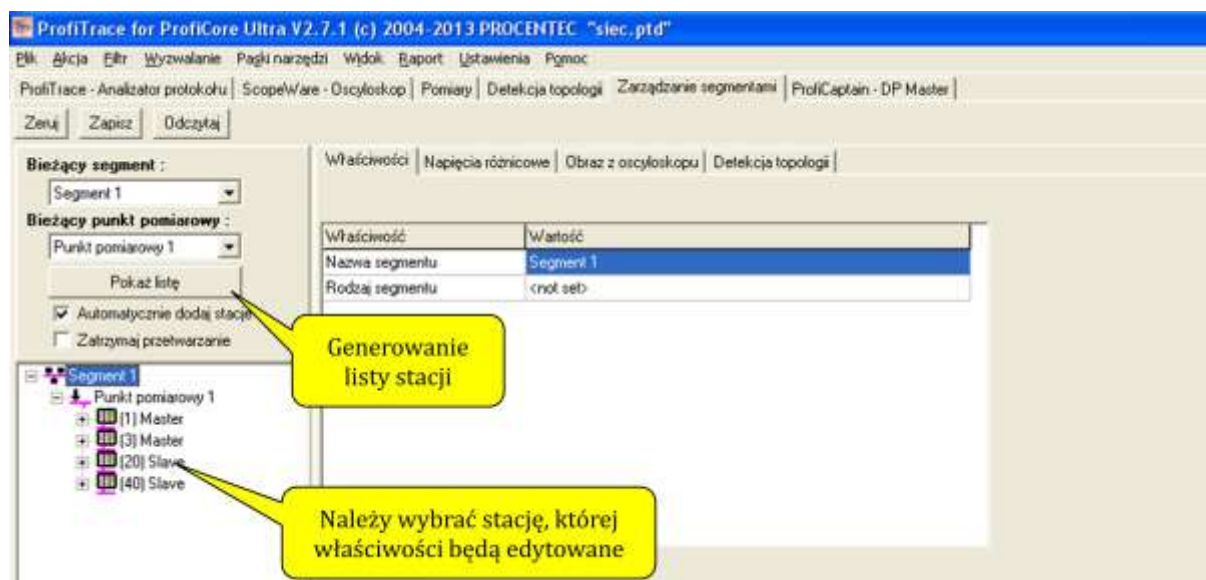 ProfiTrace for ProfiCore Ultra V2.7.1 (c) 2004-2013 PROCENTEC "siec.ptd"
Plik Akcja Filtr Wyzwalanie Paski narzędzi Widok Raport Ustawienia Pomoc
ProfiTrace - Analizator protokołu ScopeWare - Oscyloskop Pomiary Detekcja topologii Zarządzanie segmentami ProfiCaptain - DP Master
Zeruj Zapisz Odczytaj
Bieżący segment :
Segment 1
Bieżący punkt pomiarowy :
Punkt pomiarowy 1
Pokaż listę
Automatycznie dodaj stacje
Zatrzymaj przetwarzanie
Segment 1
Punkt pomiarowy 1
(1) Master
(3) Master
(20) Slave
(40) Slave
Właściwości Napięcia różnicowe Obraz z oscyloskopu Detekcja topologii
Właściwość Wartość
Nazwa segmentu Segment 1
Rodzaj segmentu <not set>
Generowanie
listy stacji
Należy wybrać stację, której
właściwości będą edytowane